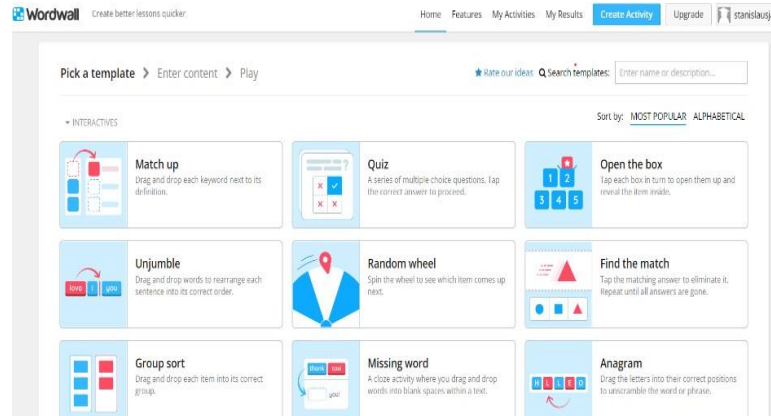 Wordwall Create better lessons quicker
Home Features My Activities My Results Create Activity Upgrade stanislausj
Pick a template > Enter content > Play
Rate our ideas Search templates: Enter name or description...
INTERACTIVES
Sort by: MOST POPULAR ALPHABETICAL
Match up
Drag and drop each keyword next to its
definition.
Quiz
A series of multiple choice questions. Tap
the correct answer to proceed.
?
Open the box
Tap each box in turn to open them up and
reveal the item inside.
1 2
3 4 5
Unjumble
Drag and drop words to rearrange each
sentence into its correct order.
love I you
Random wheel
Spin the wheel to see which item comes up
next.
Find the match
Tap the matching answer to eliminate it.
Repeat until all answers are gone.
Group sort
Drag and drop each item into its correct
group.
Missing word
A cloze activity where you drag and drop
words into blank spaces within a text.
thank
you!
Anagram
Drag the letters into their correct positions
to unscramble the word or phrase.
H L L E O